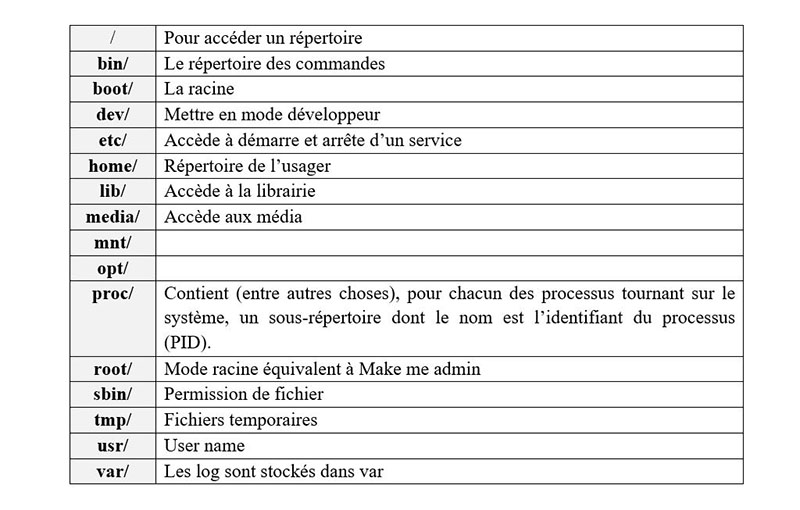 / Pour accéder un répertoire
bin/ Le répertoire des commandes
boot/ La racine
dev/ Mettre en mode développeur
etc/ Accède à démarre et arrête d’un service
home/ Répertoire de l’usager
lib/ Accède à la librairie
media/ Accède aux média
mnt/
opt/
proc/ Contient (entre autres choses), pour chacun des processus tournant sur le
système, un sous-répertoire dont le nom est l’identifiant du processus
(PID).
root/ Mode racine équivalent à Make me admin
sbin/ Permission de fichier
tmp/ Fichiers temporaires
usr/ User name
var/ Les log sont stockés dans var